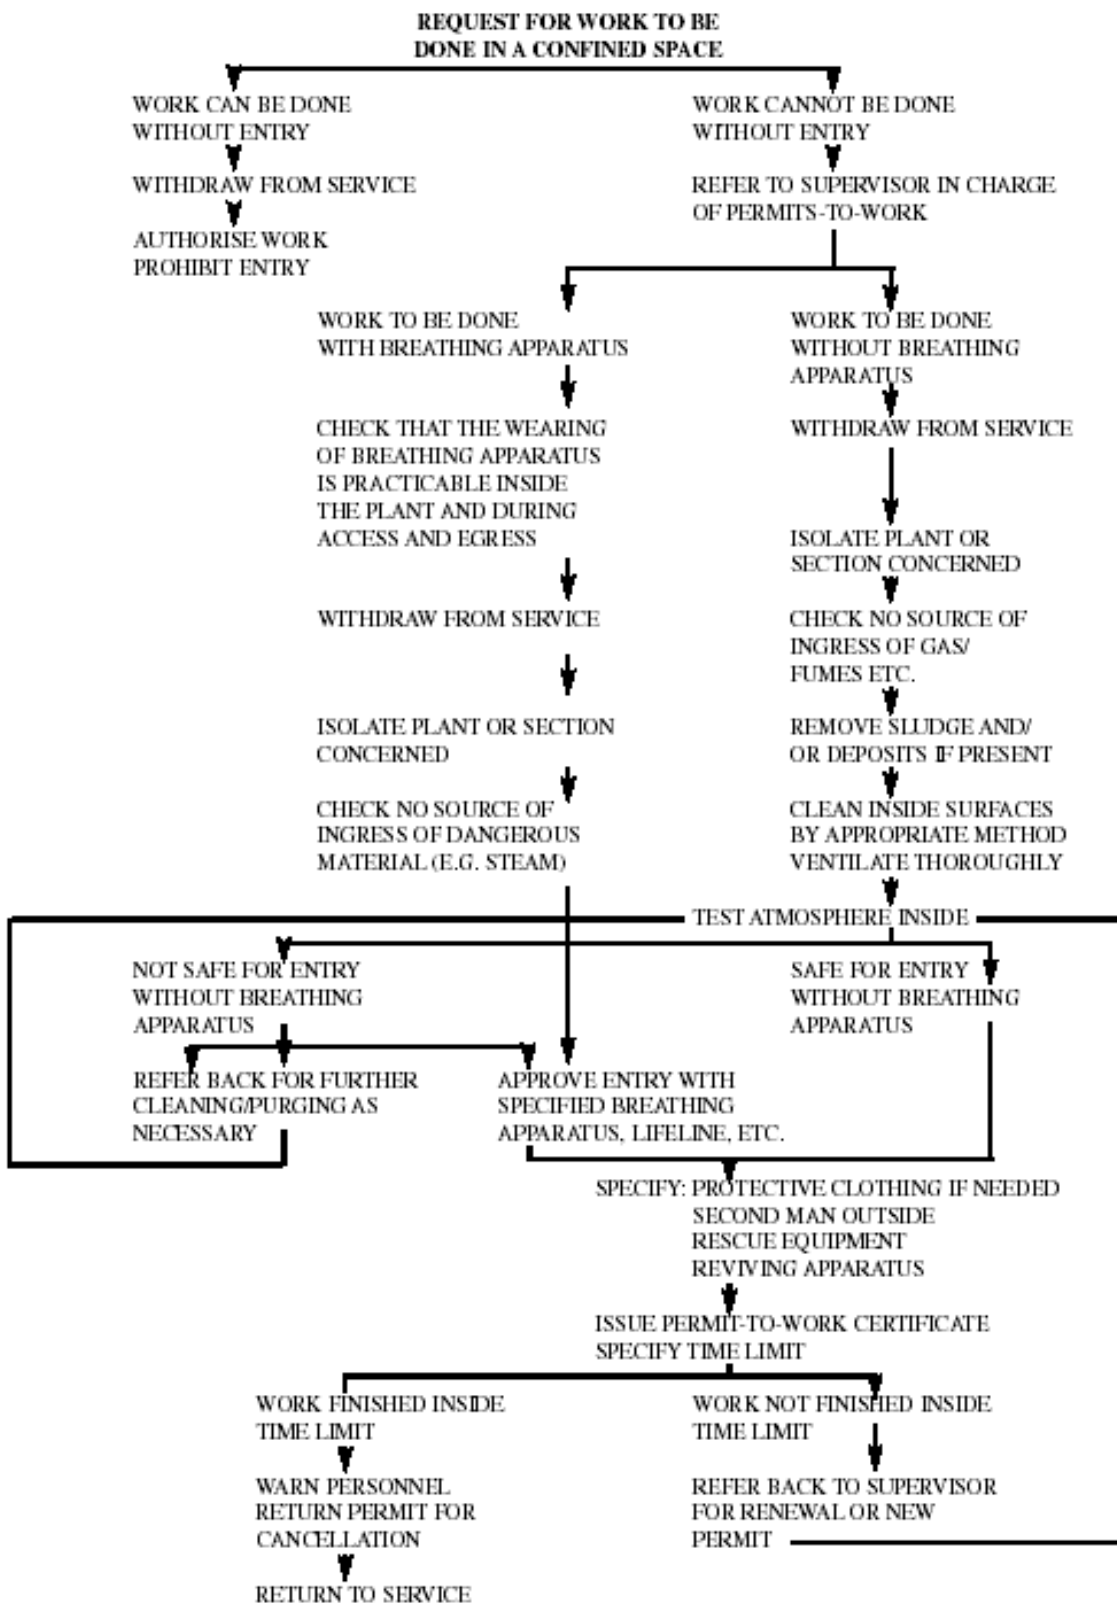 REQUEST FOR WORK TO BE
DONE IN A CONFINED SPACE
WORK CAN BE DONE
WITHOUT ENTRY
WITHDRAW FROM SERVICE
AUTHORISE WORK
PROHIBIT ENTRY
WORK CANNOT BE DONE
WITHOUT ENTRY
REFER TO SUPERVISOR IN CHARGE
OF PERMITS-TO-WORK
WORK TO BE DONE
WITH BREATHING APPARATUS
CHECK THAT THE WEARING
OF BREATHING APPARATUS
IS PRACTICABLE INSIDE
THE PLANT AND DURING
ACCESS AND EGRESS
WITHDRAW FROM SERVICE
ISOLATE PLANT OR SECTION
CONCERNED
CHECK NO SOURCE OF
INGRESS OF DANGEROUS
MATERIAL (E.G. STEAM)
WORK TO BE DONE
WITHOUT BREATHING
APPARATUS
WITHDRAW FROM SERVICE
ISOLATE PLANT OR
SECTION CONCERNED
CHECK NO SOURCE OF
INGRESS OF GAS/
FUMES ETC.
REMOVE SLUDGE AND/
OR DEPOSITS IF PRESENT
CLEAN INSIDE SURFACES
BY APPROPRIATE METHOD
VENTILATE THOROUGHLY
TEST ATMOSPHERE INSIDE
NOT SAFE FOR ENTRY
WITHOUT BREATHING
APPARATUS
SAFE FOR ENTRY
WITHOUT BREATHING
APPARATUS
REFER BACK FOR FURTHER
CLEANING/PURGING AS
NECESSARY
APPROVE ENTRY WITH
SPECIFIED BREATHING
APPARATUS, LIFELINE, ETC.
SPECIFY: PROTECTIVE CLOTHING IF NEEDED
SECOND MAN OUTSIDE
RESCUE EQUIPMENT
REVIVING APPARATUS
ISSUE PERMIT-TO-WORK CERTIFICATE
SPECIFY TIME LIMIT
WORK FINISHED INSIDE
TIME LIMIT
WARN PERSONNEL
RETURN PERMIT FOR
CANCELLATION
RETURN TO SERVICE
WORK NOT FINISHED INSIDE
TIME LIMIT
REFER BACK TO SUPERVISOR
FOR RENEWAL OR NEW
PERMIT